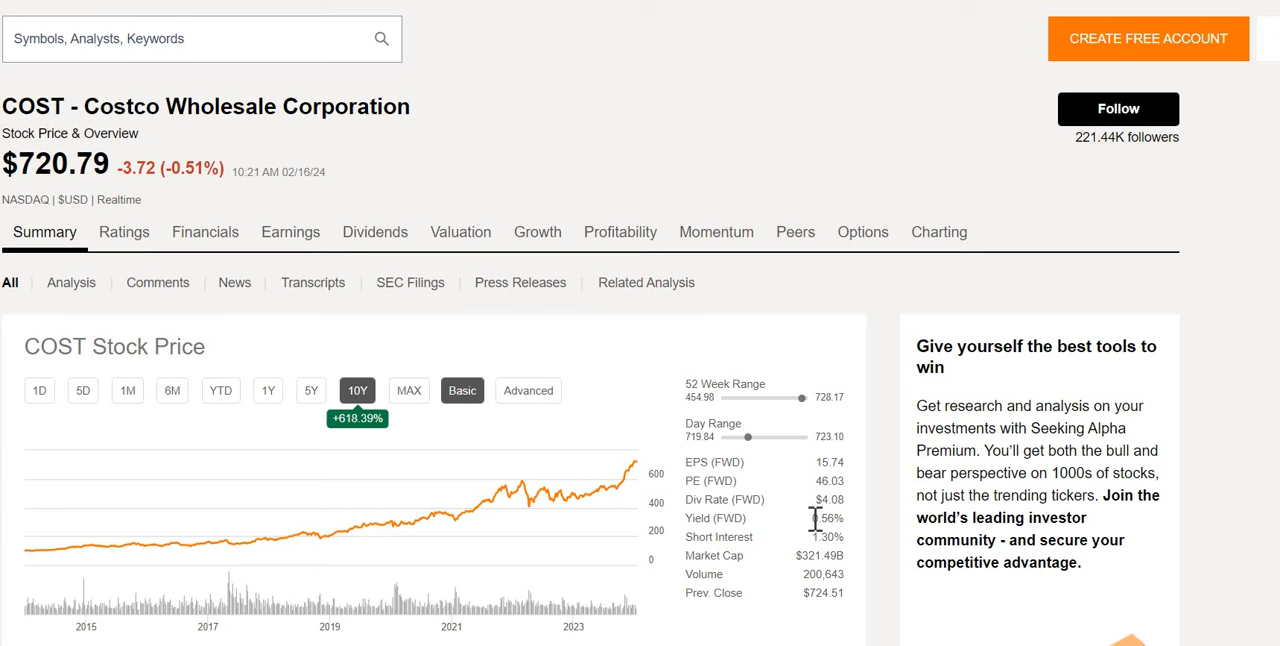 Symbols, Analysts, Keywords
CREATE FREE ACCOUNT
COST - Costco Wholesale Corporation
Follow
Stock Price & Overview
221.44K followers
$720.79 -3.72 (-0.51%) 10:21 AM 02/16/24
NASDAQ | $USD | Realtime
Summary Ratings Financials Earnings Dividends Valuation Growth Profitability Momentum Peers Options Charting
All Analysis Comments News Transcripts SEC Filings Press Releases Related Analysis
COST Stock Price
1D 5D 1M 6M YTD 1Y 5Y 10Y MAX Basic Advanced
+618.39%
600
400
200
0
2015 2017 2019 2021 2023
52 Week Range
454.98 728.17
Day Range
719.84 723.10
EPS (FWD) 15.74
PE (FWD) 46.03
Div Rate (FWD) $4.08
Yield (FWD) 0.56%
Short Interest 1.30%
Market Cap $321.49B
Volume 200,643
Prev. Close $724.51
Give yourself the best tools to
win
Get research and analysis on your
investments with Seeking Alpha
Premium. You'll get both the bull and
bear perspective on 1000s of stocks,
not just the trending tickers. Join the
world's leading investor
community - and secure your
competitive advantage.